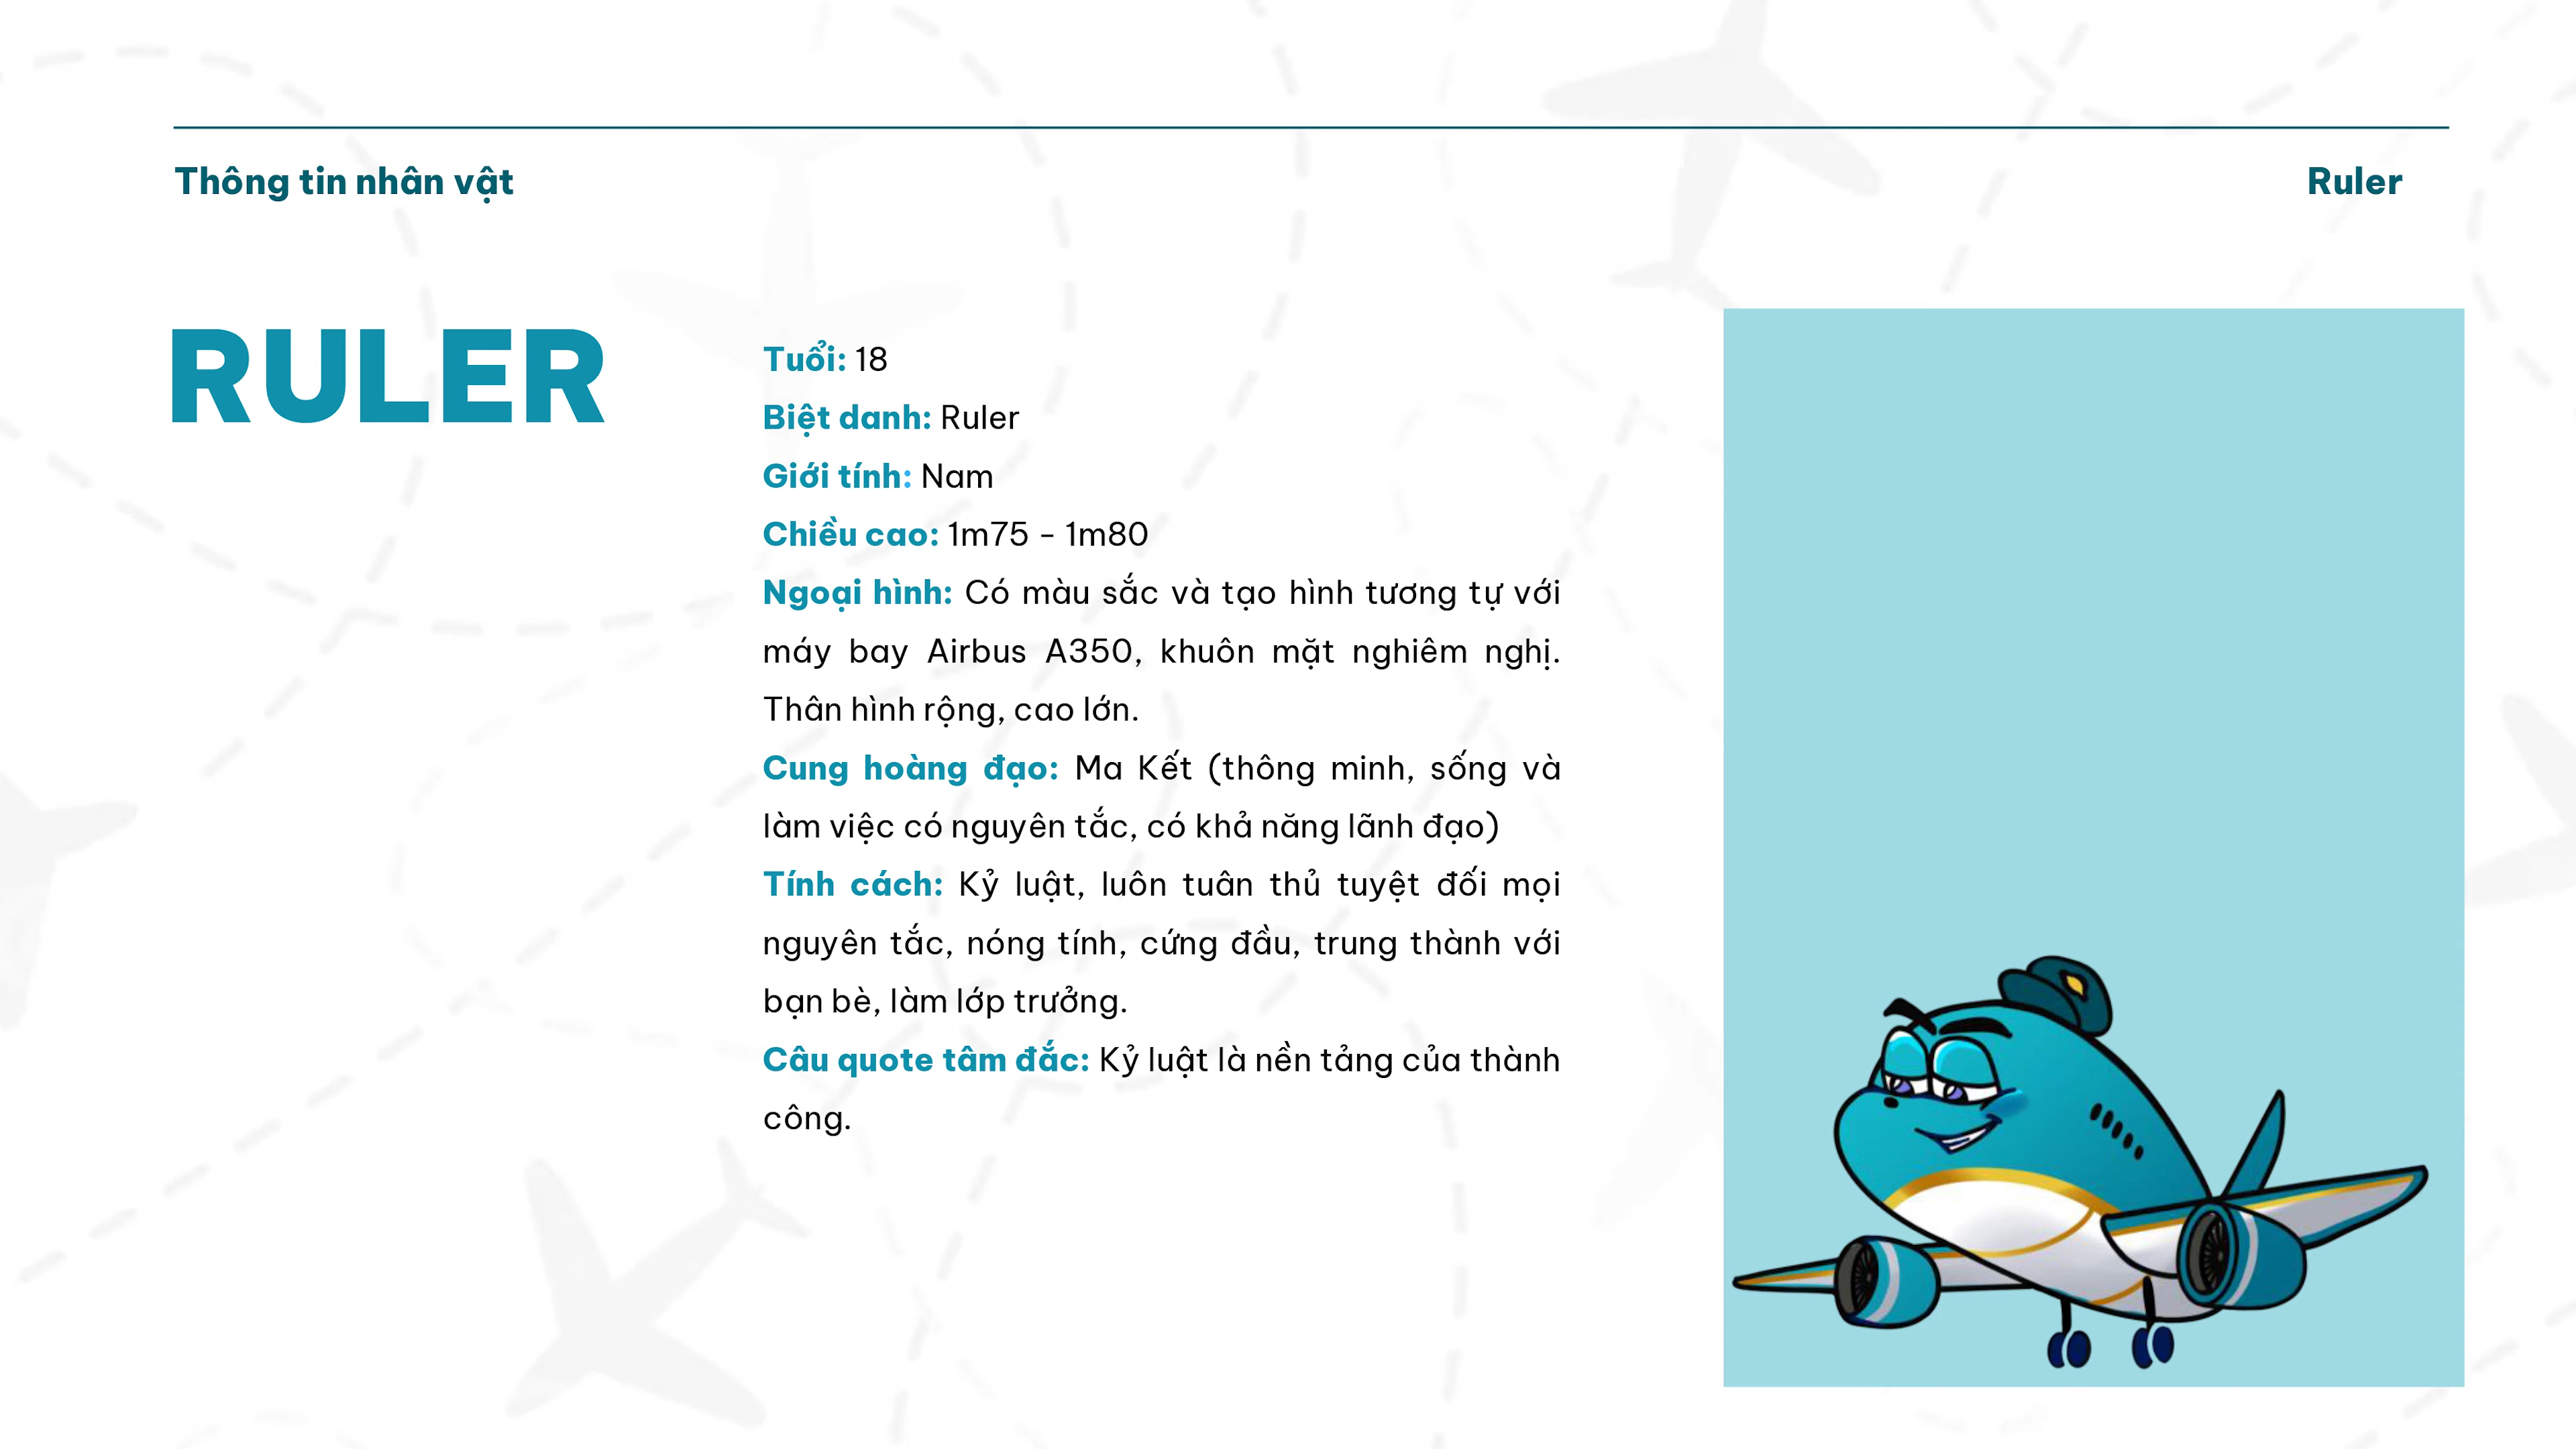 Thông tin nhân vật
Ruler
RULER
Tuổi: 18
Biệt danh: Ruler
Giới tính: Nam
Chiều cao: 1m75 - 1m80
Ngoại hình: Có màu sắc và tạo hình tương tự với
máy bay Airbus A350, khuôn mặt nghiêm nghị.
Thân hình rộng, cao lớn.
Cung hoàng đạo: Ma Kết (thông minh, sống và
làm việc có nguyên tắc, có khả năng lãnh đạo)
Tính cách: Kỷ luật, luôn tuân thủ tuyệt đối mọi
nguyên tắc, nóng tính, cứng đầu, trung thành với
bạn bè, làm lớp trưởng.
Câu quote tâm đắc: Kỷ luật là nền tảng của thành
công.